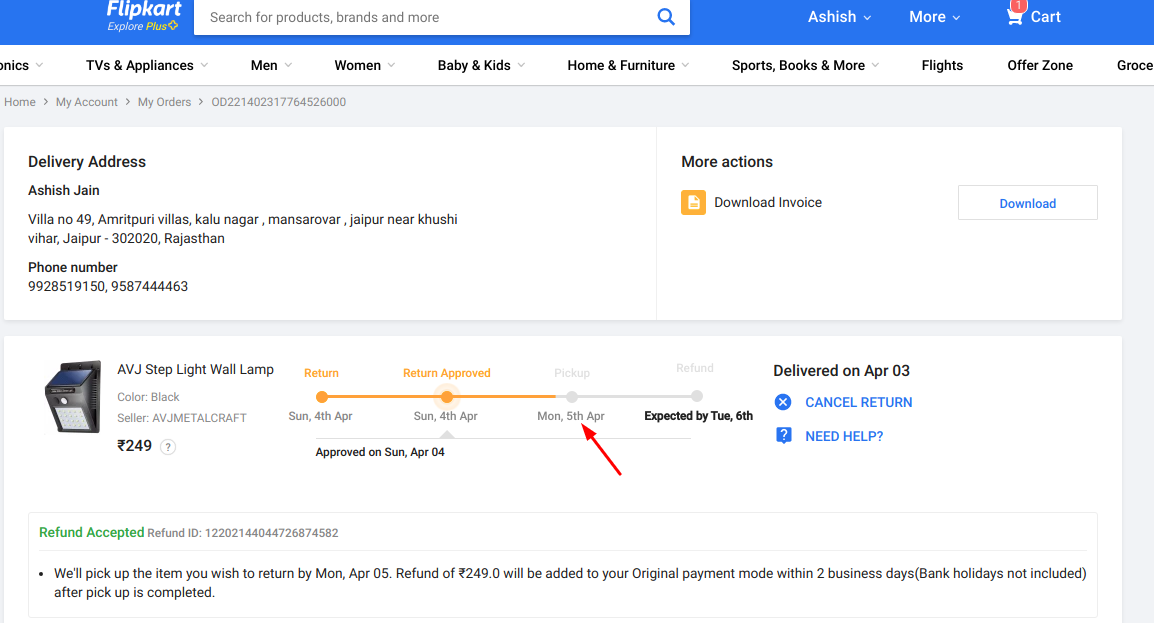 Flipkart
Explore Plus
Search for products, brands and more
Ashish
More
1
Cart
onics
TVs & Appliances
Men
Women
Baby & Kids
Home & Furniture
Sports, Books & More
Flights
Offer Zone
Groce
Home > My Account > My Orders > OD221402317764526000
Delivery Address
Ashish Jain
Villa no 49, Amritpuri villas, kalu nagar , mansarovar , jaipur near khushi
vihar, Jaipur - 302020, Rajasthan
Phone number
9928519150, 9587444463
More actions
Download Invoice
Download
AVJ Step Light Wall Lamp
Color: Black
Seller: AVJMETALCRAFT
₹249 ?
Return
Return Approved
Pickup
Refund
Sun, 4th Apr
Sun, 4th Apr
Mon, 5th Apr
Expected by Tue, 6th
Approved on Sun, Apr 04
Delivered on Apr 03
CANCEL RETURN
? NEED HELP?
Refund Accepted Refund ID: 12202144044726874582
• We'll pick up the item you wish to return by Mon, Apr 05. Refund of ₹249.0 will be added to your Original payment mode within 2 business days(Bank holidays not included)
after pick up is completed.